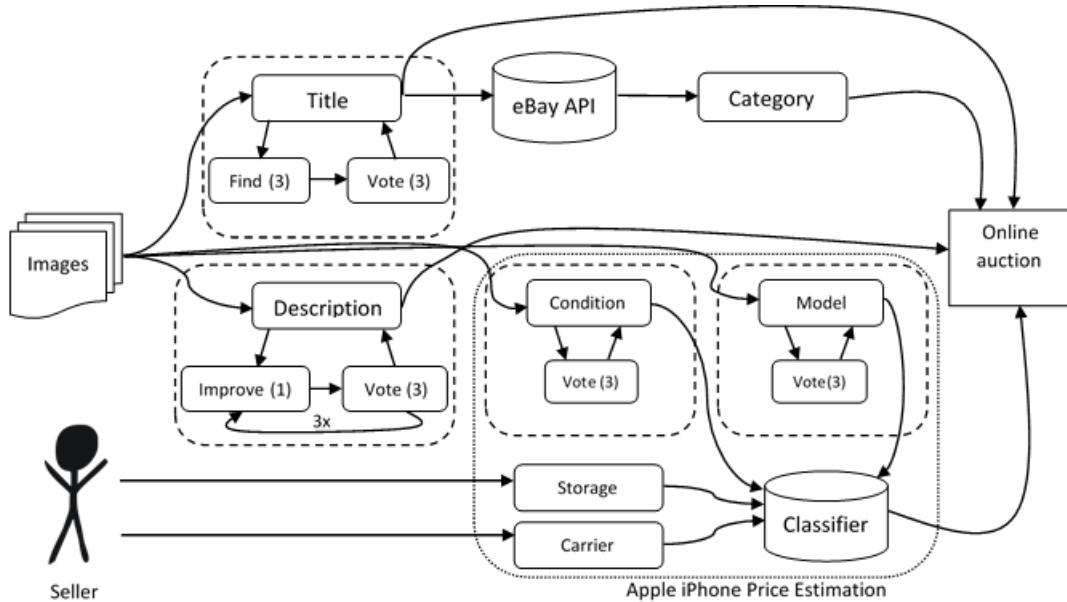 Title
eBay API
Category
Find (3)
Vote (3)
Images
Online
auction
Description
Condition
Model
Improve (1)
Vote (3)
Vote (3)
Vote(3)
3x
Storage
Classifier
Carrier
Seller
Apple iPhone Price Estimation